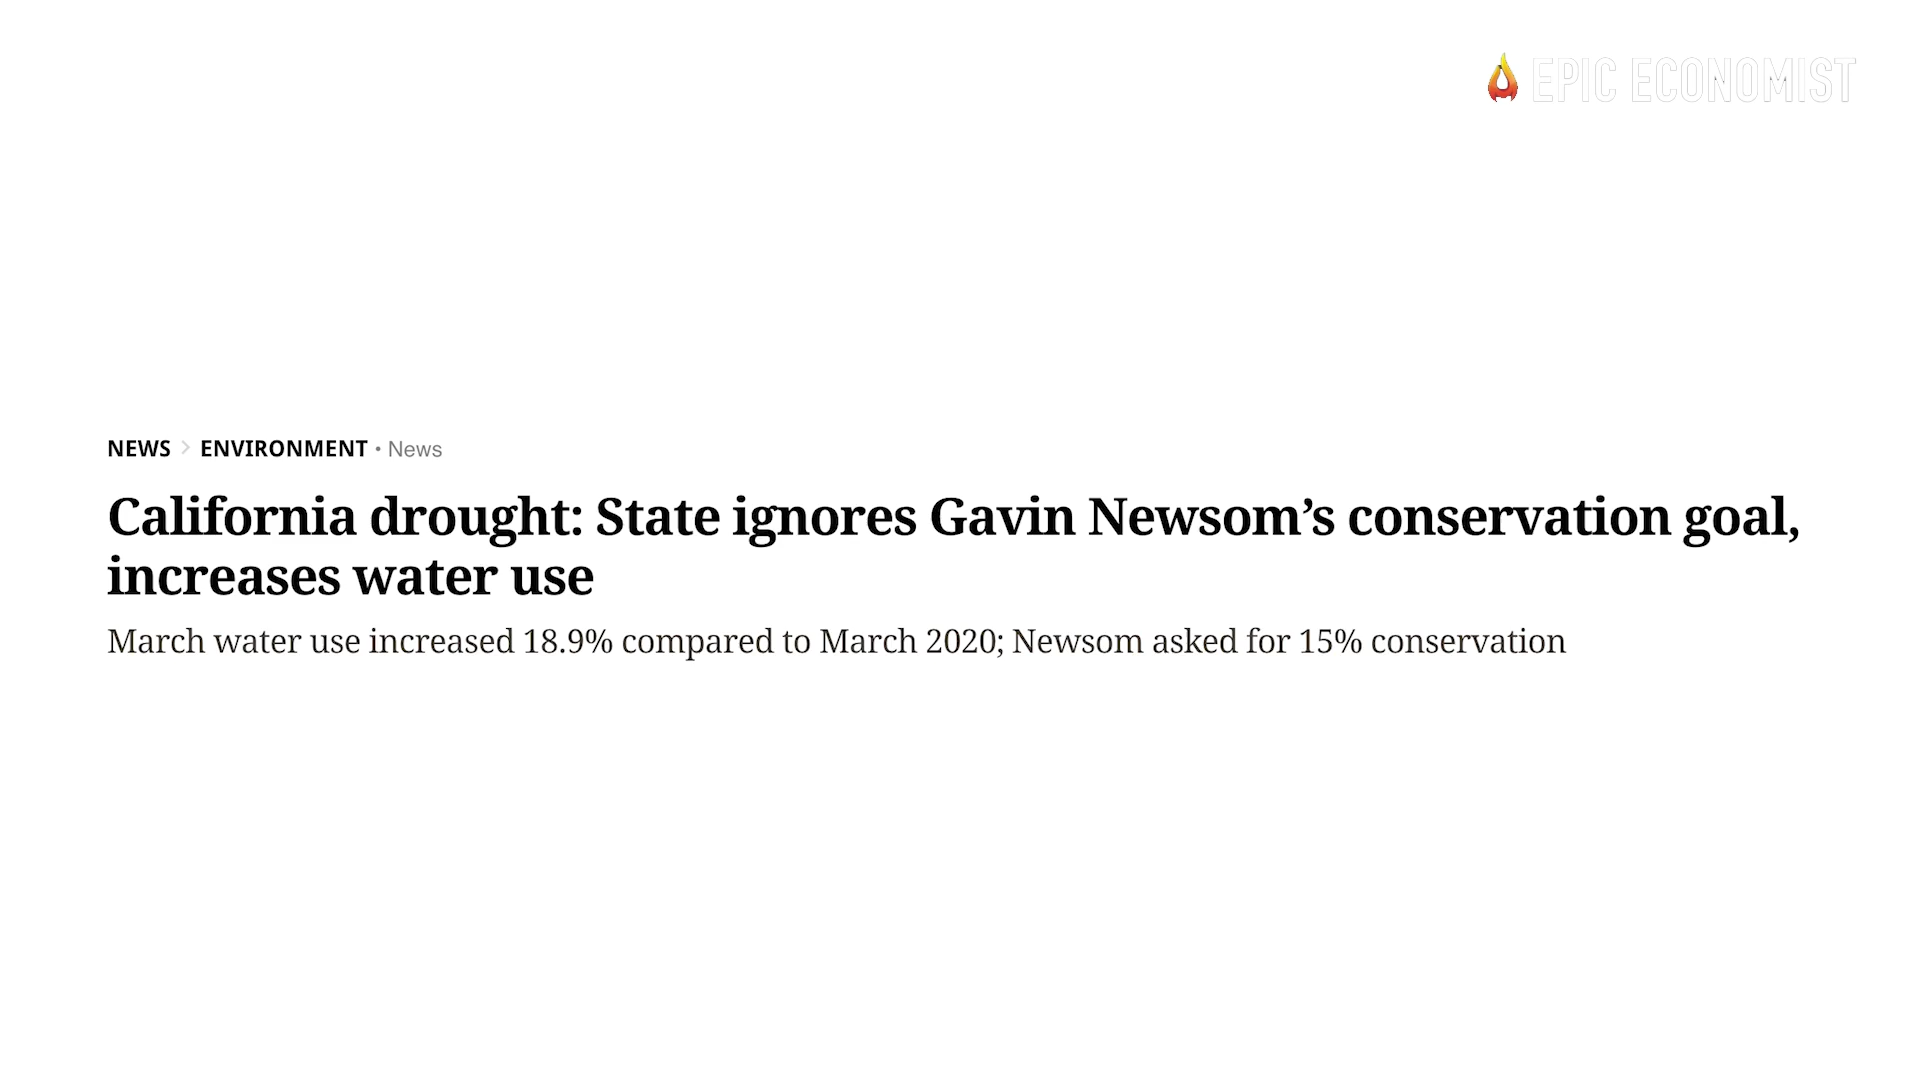 EPIC ECONOMIST
NEWS > ENVIRONMENT • News
California drought: State ignores Gavin Newsom’s conservation goal,
increases water use
March water use increased 18.9% compared to March 2020; Newsom asked for 15% conservation